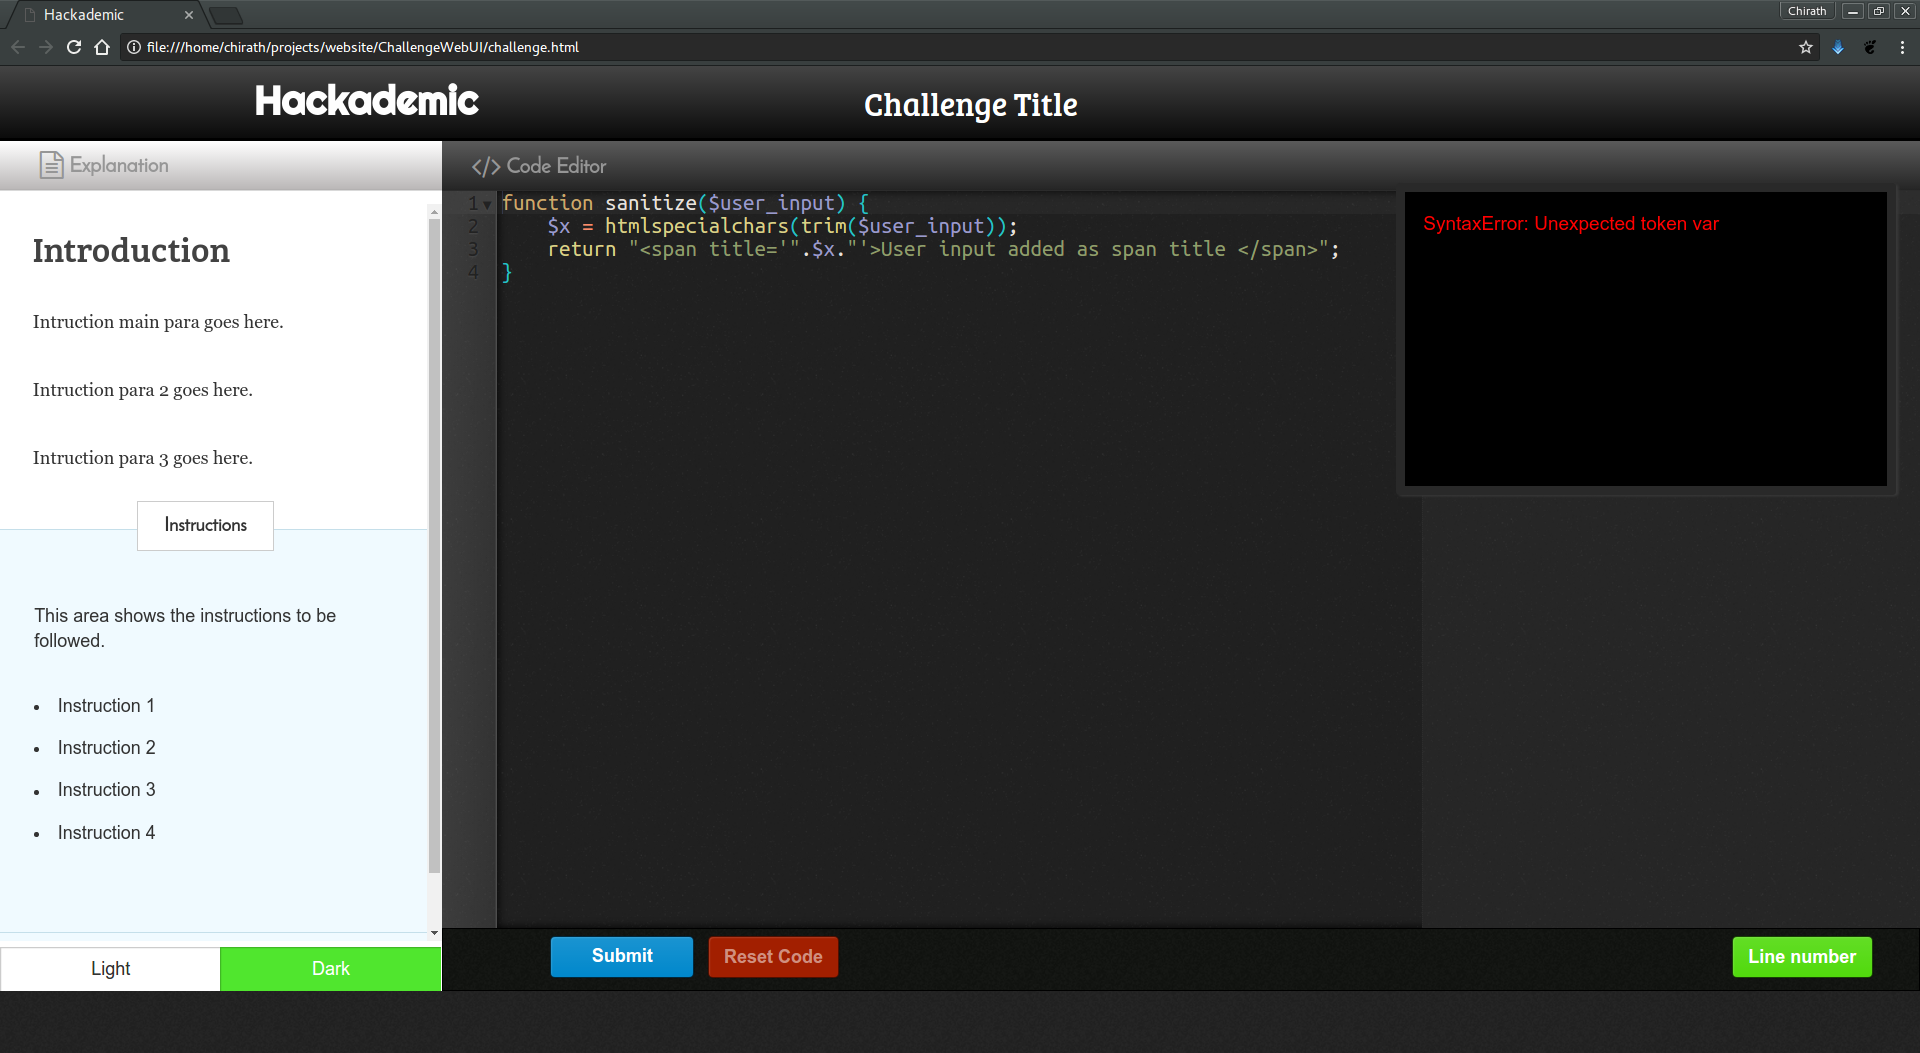 Hackademic
Chirath
file:///home/chirath/projects/website/ChallengeWebUI/challenge.html
Hackademic
Challenge Title
Explanation
Introduction
Intruction main para goes here.
Intruction para 2 goes here.
Intruction para 3 goes here.
Instructions
This area shows the instructions to be
followed.
• Instruction 1
• Instruction 2
• Instruction 3
• Instruction 4
Light
Dark
</> Code Editor
1 function sanitize($user_input) {
2     $x = htmlspecialchars(trim($user_input));
3     return "<span title='".$x."'>User input added as span title </span>";
4 }
SyntaxError: Unexpected token var
Submit
Reset Code
Line number